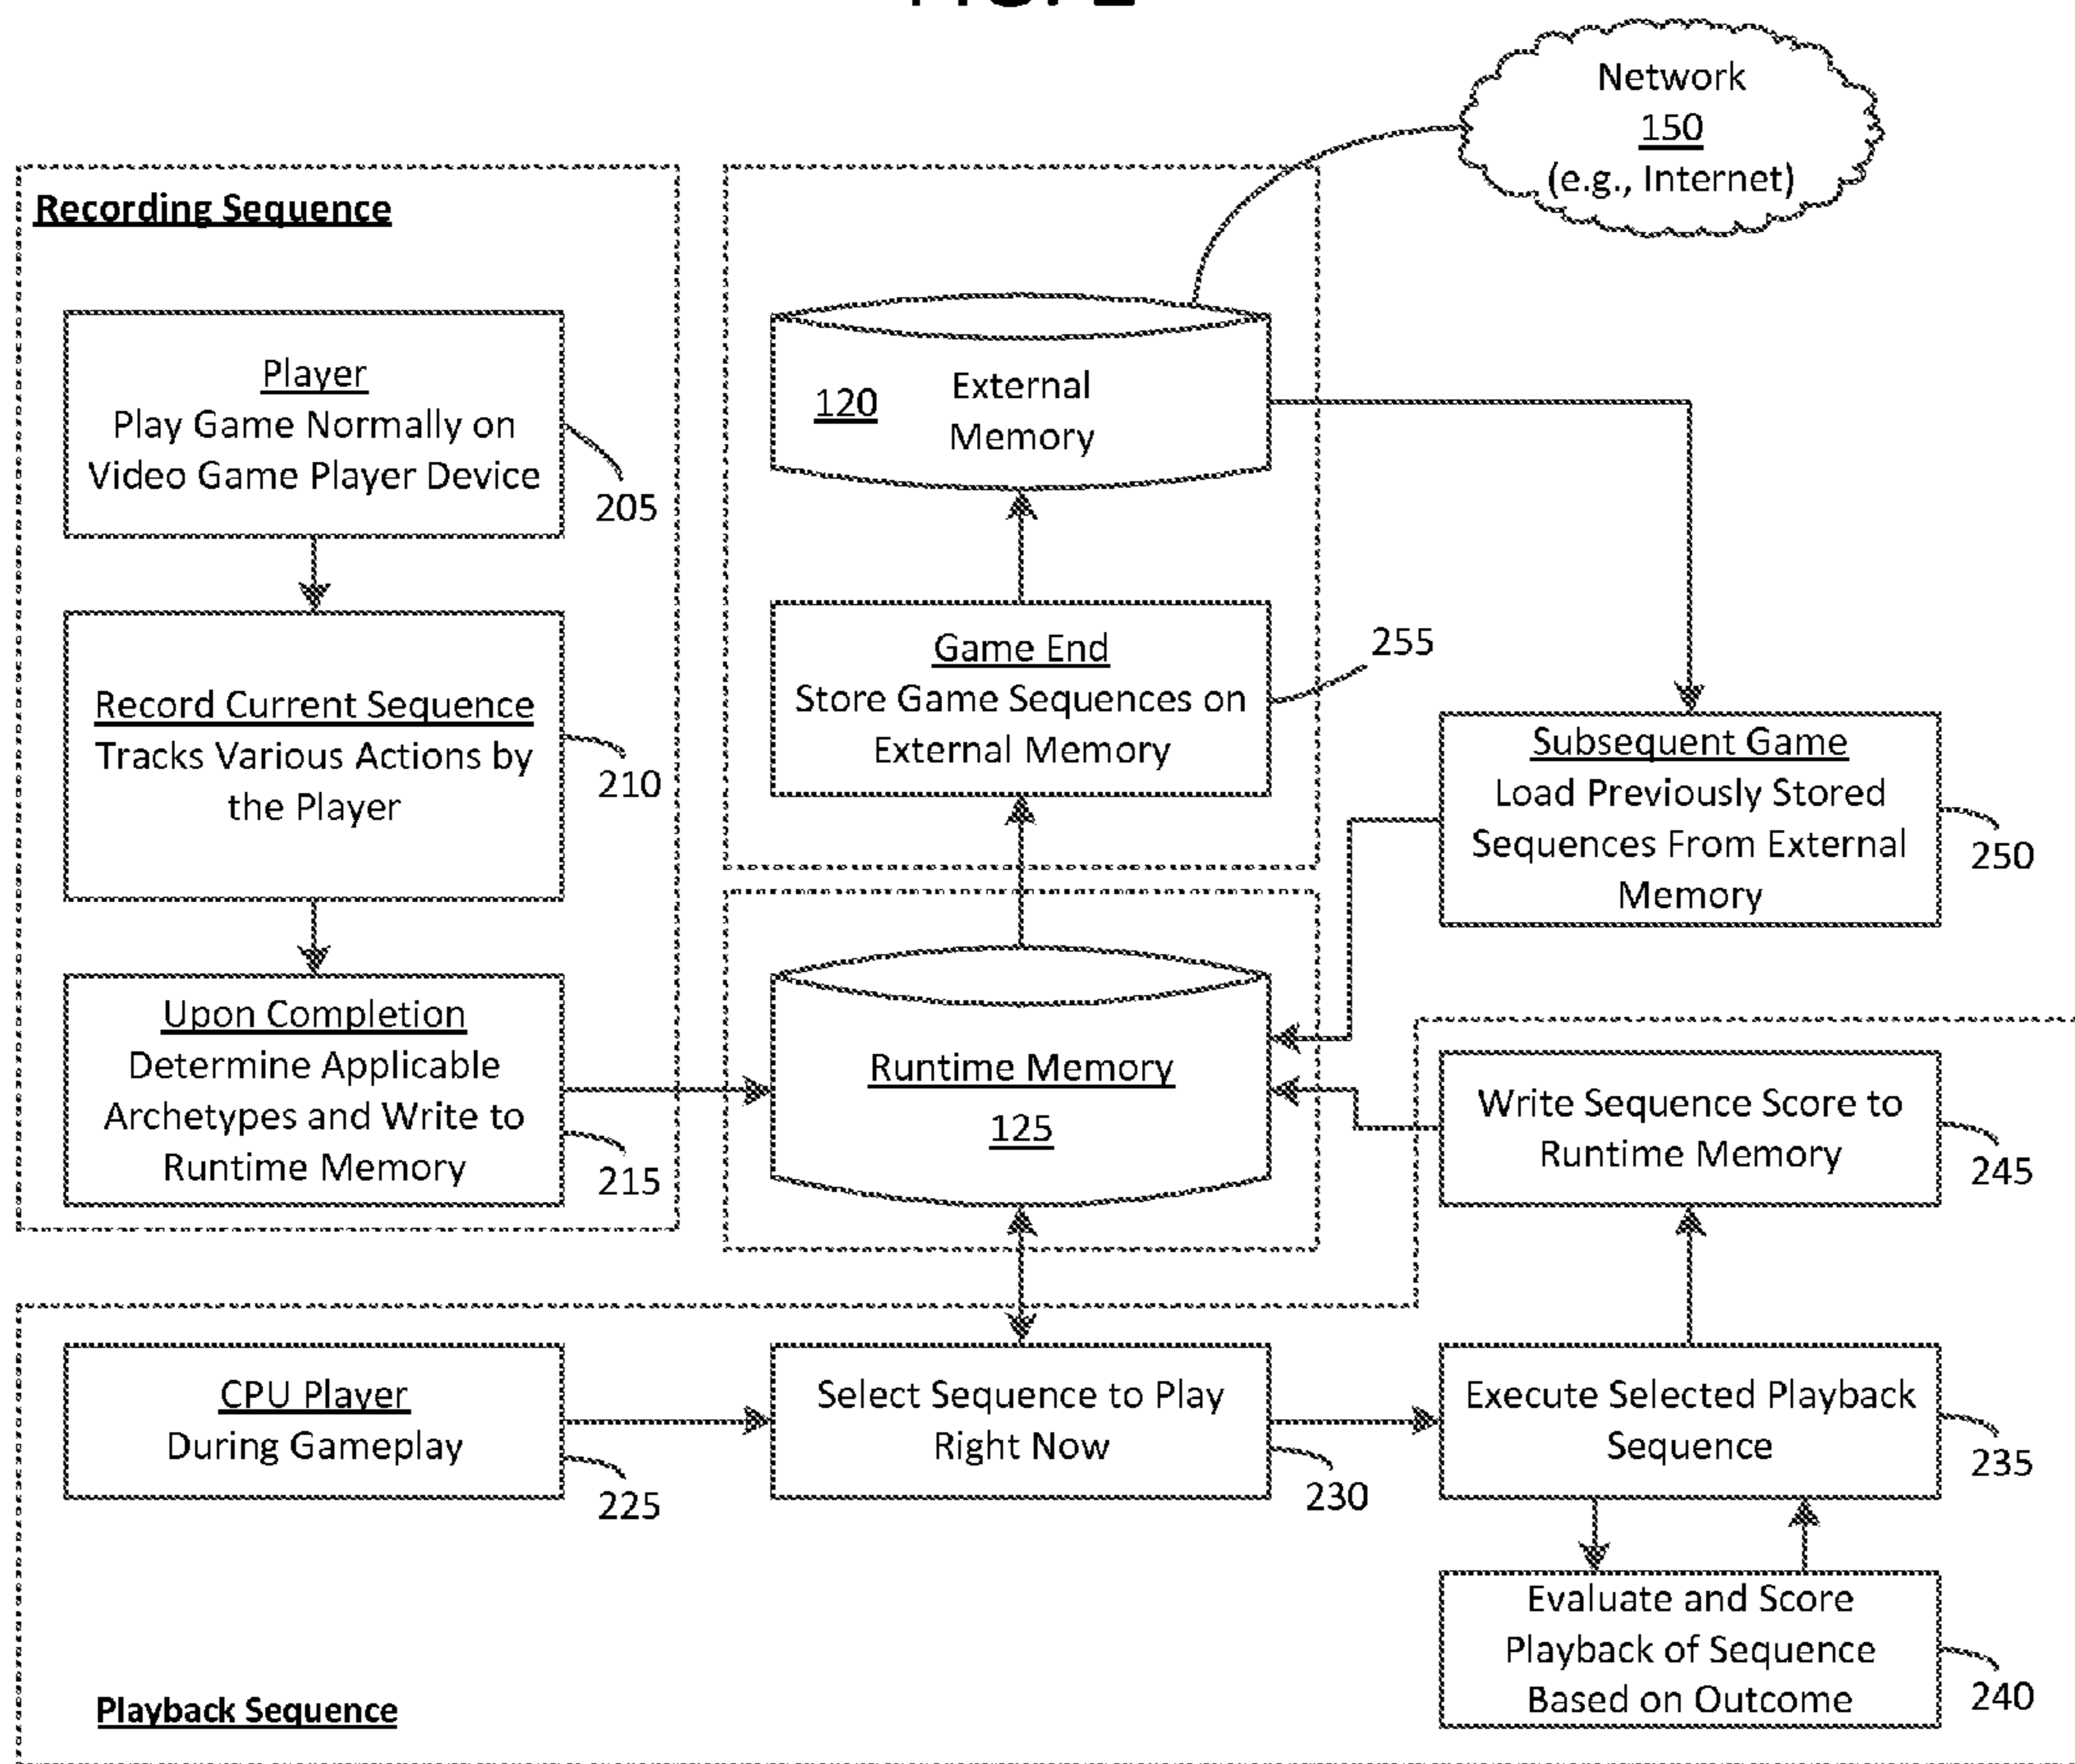 Network
150
(e.g., Internet)
Recording Sequence
Player
Play Game Normally on
Video Game Player Device
205
Record Current Sequence
Tracks Various Actions by
the Player
210
Upon Completion
Determine Applicable
Archetypes and Write to
Runtime Memory
215
120
External
Memory
Game End
Store Game Sequences on
External Memory
255
Subsequent Game
Load Previously Stored
Sequences From External
Memory
250
Runtime Memory
125
Write Sequence Score to
Runtime Memory
245
CPU Player
During Gameplay
225
Select Sequence to Play
Right Now
230
Execute Selected Playback
Sequence
235
Evaluate and Score
Playback of Sequence
Based on Outcome
240
Playback Sequence